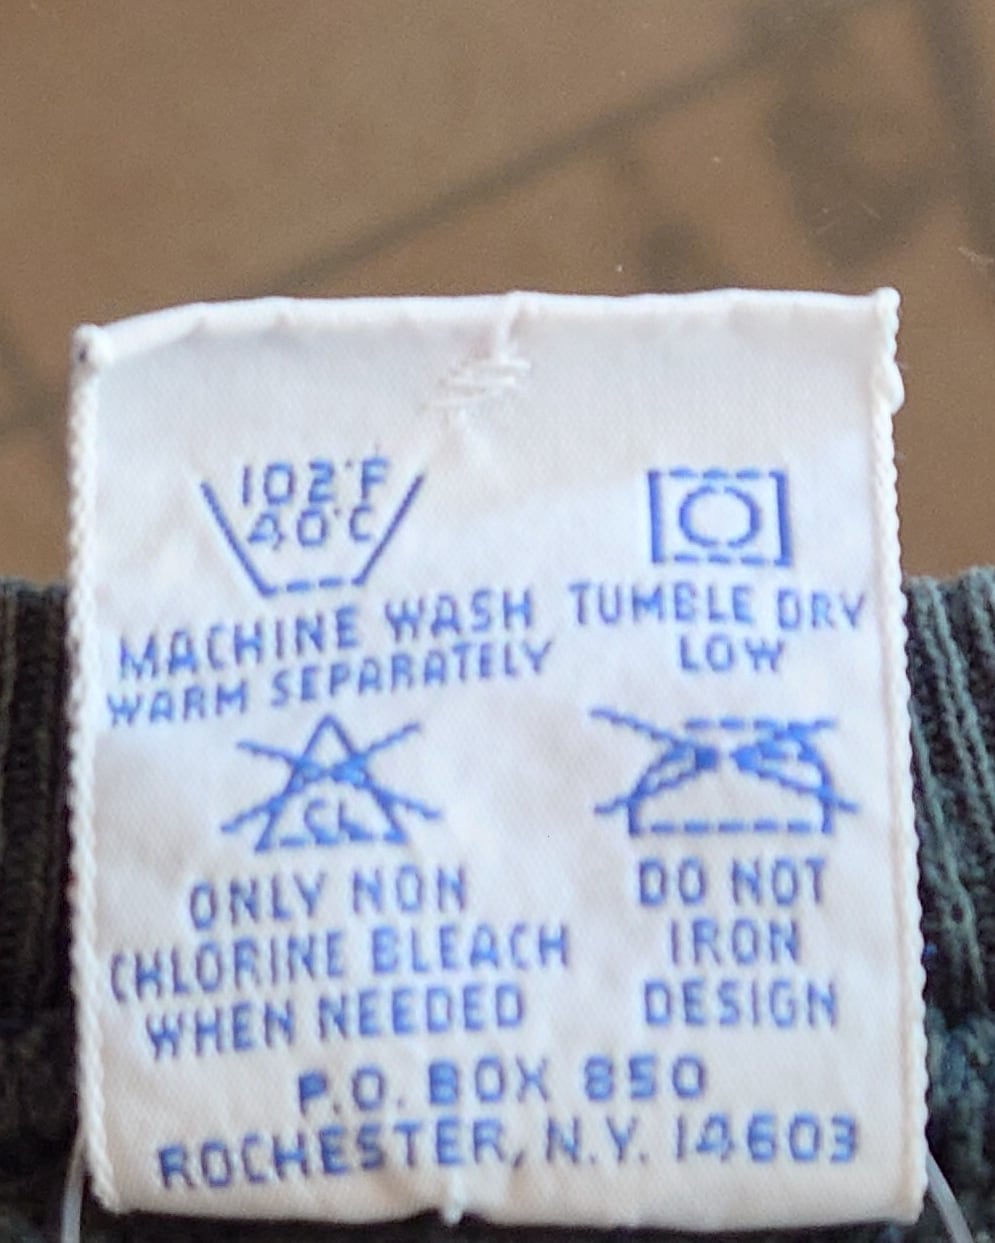 102°F
40°C
MACHINE WASH
WARM SEPARATELY
TUMBLE DRY
LOW
CL
ONLY NON
CHLORINE BLEACH
WHEN NEEDED
DO NOT
IRON
DESIGN
P.O. BOX 850
ROCHESTER, N.Y. 14603